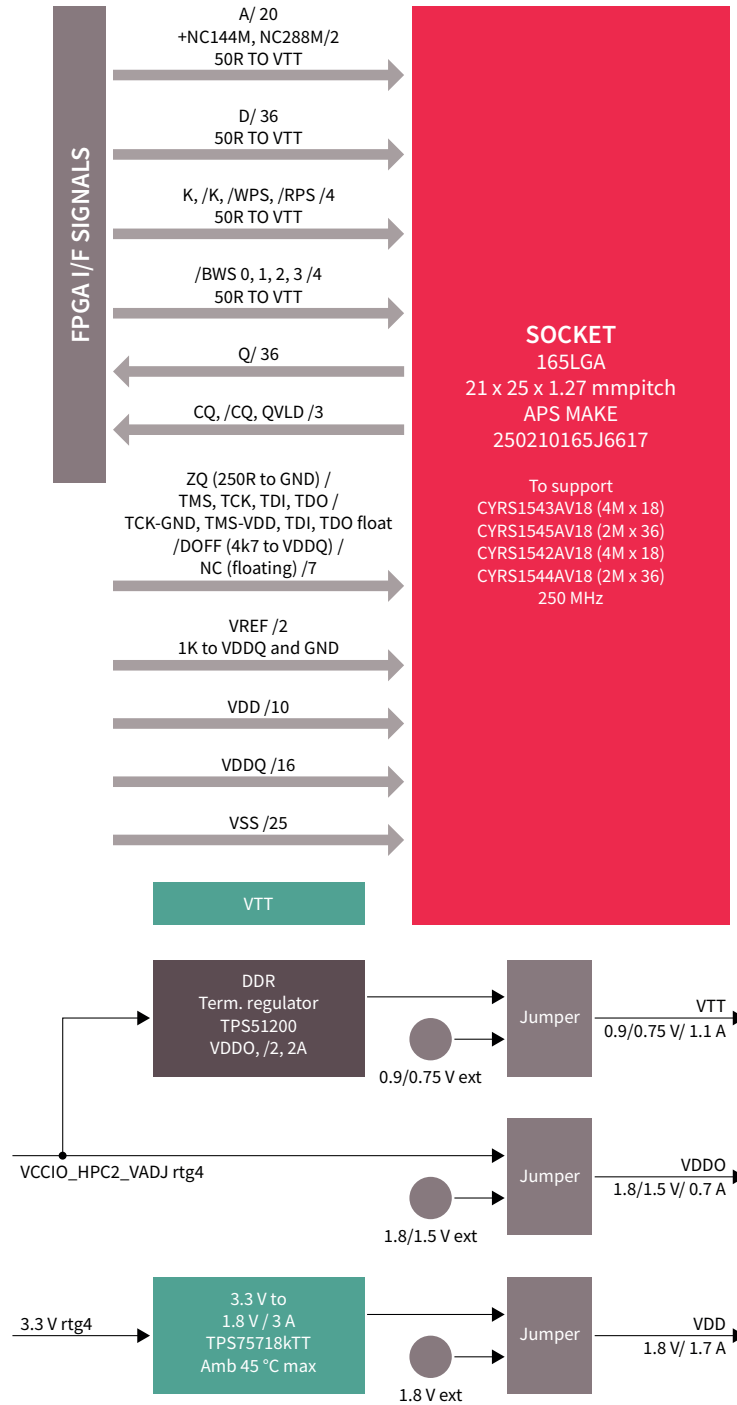 FPGA I/F SIGNALS
A/ 20
+NC144M, NC288M/2
50R TO VTT
D/ 36
50R TO VTT
K, /K, /WPS, /RPS /4
50R TO VTT
/BWS 0, 1, 2, 3 /4
50R TO VTT
Q/ 36
CQ, /CQ, QVLD /3
ZQ (250R to GND) /
TMS, TCK, TDI, TDO /
TCK-GND, TMS-VDD, TDI, TDO float
/DOFF (4k7 to VDDQ) /
NC (floating) /7
VREF /2
1K to VDDQ and GND
VDD /10
VDDQ /16
VSS /25
SOCKET
165LGA
21 x 25 x 1.27 mmpitch
APS MAKE
250210165J6617
To support
CYRS1543AV18 (4M x 18)
CYRS1545AV18 (2M x 36)
CYRS1542AV18 (4M x 18)
CYRS1544AV18 (2M x 36)
250 MHz
VTT
DDR
Term. regulator
TPS51200
VDDO, /2, 2A
0.9/0.75 V ext
Jumper
VTT
0.9/0.75 V/ 1.1 A
VCCIO_HPC2_VADJ rtg4
1.8/1.5 V ext
Jumper
VDDO
1.8/1.5 V/ 0.7 A
3.3 V rtg4
3.3 V to
1.8 V / 3 A
TPS75718kTT
Amb 45 °C max
1.8 V ext
Jumper
VDD
1.8 V/ 1.7 A